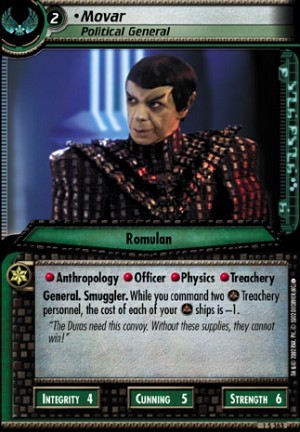 2 • Movar
Political General
Romulan
Anthropology Officer Physics Treachery
General. Smuggler. While you command two Treachery
personnel, the cost of each of your ships is -1.
"The Duras need this convoy. Without these supplies, they cannot
win!"
INTEGRITY 4 CUNNING 5 STRENGTH 6